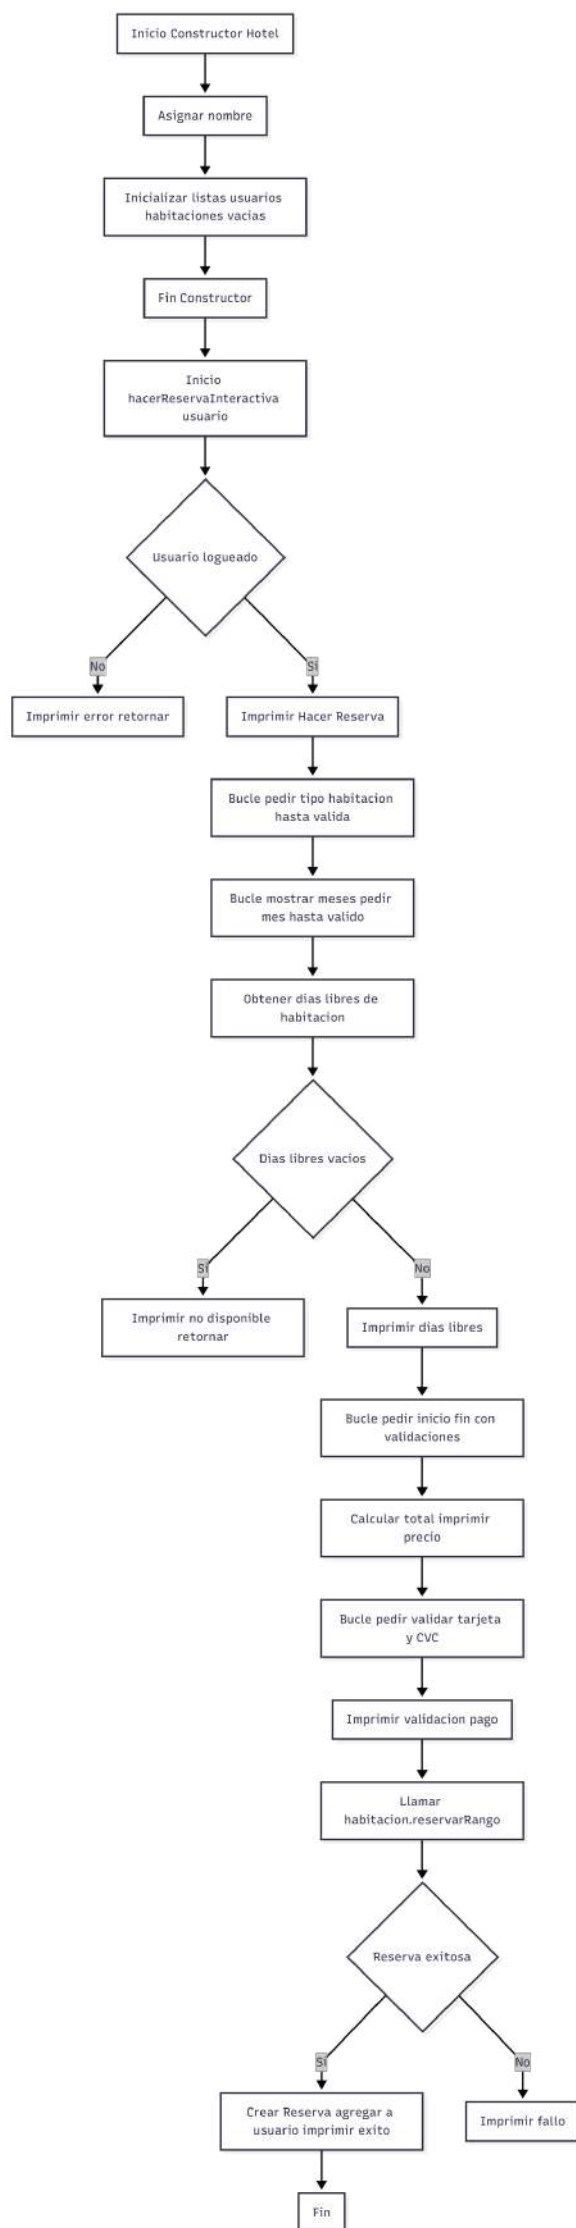 Inicio Constructor Hotel
Asignar nombre
Inicializar listas usuarios
habitaciones vacias
Fin Constructor
Inicio
hacerReservaInteractiva
usuario
Usuario logueado
No
Si
Imprimir error retornar
Imprimir Hacer Reserva
Bucle pedir tipo habitacion
hasta valida
Bucle mostrar meses pedir
mes hasta valido
Obtener dias libres de
habitacion
Dias libres vacios
Si
No
Imprimir no disponible
retornar
Imprimir dias libres
Bucle pedir inicio fin con
validaciones
Calcular total imprimir
precio
Bucle pedir validar tarjeta
y CVC
Imprimir validacion pago
Llamar
habitacion.reservarRango
Reserva exitosa
Si
No
Crear Reserva agregar a
usuario imprimir exito
Imprimir fallo
Fin